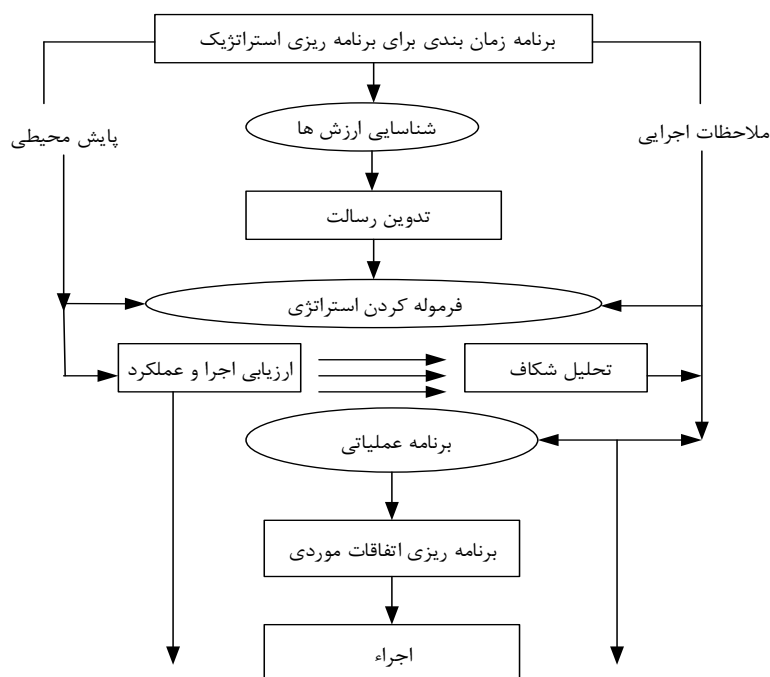 برنامه زمان بندی برای برنامه ریزی استراتژیک
شناسایی ارزش ها
ملاحظات اجرایی
پایش محیطی
تدوین رسالت
فرموله کردن استراتژی
تحلیل شکاف
ارزیابی اجرا و عملکرد
برنامه عملیاتی
برنامه ریزی اتفاقات موردی
اجراء